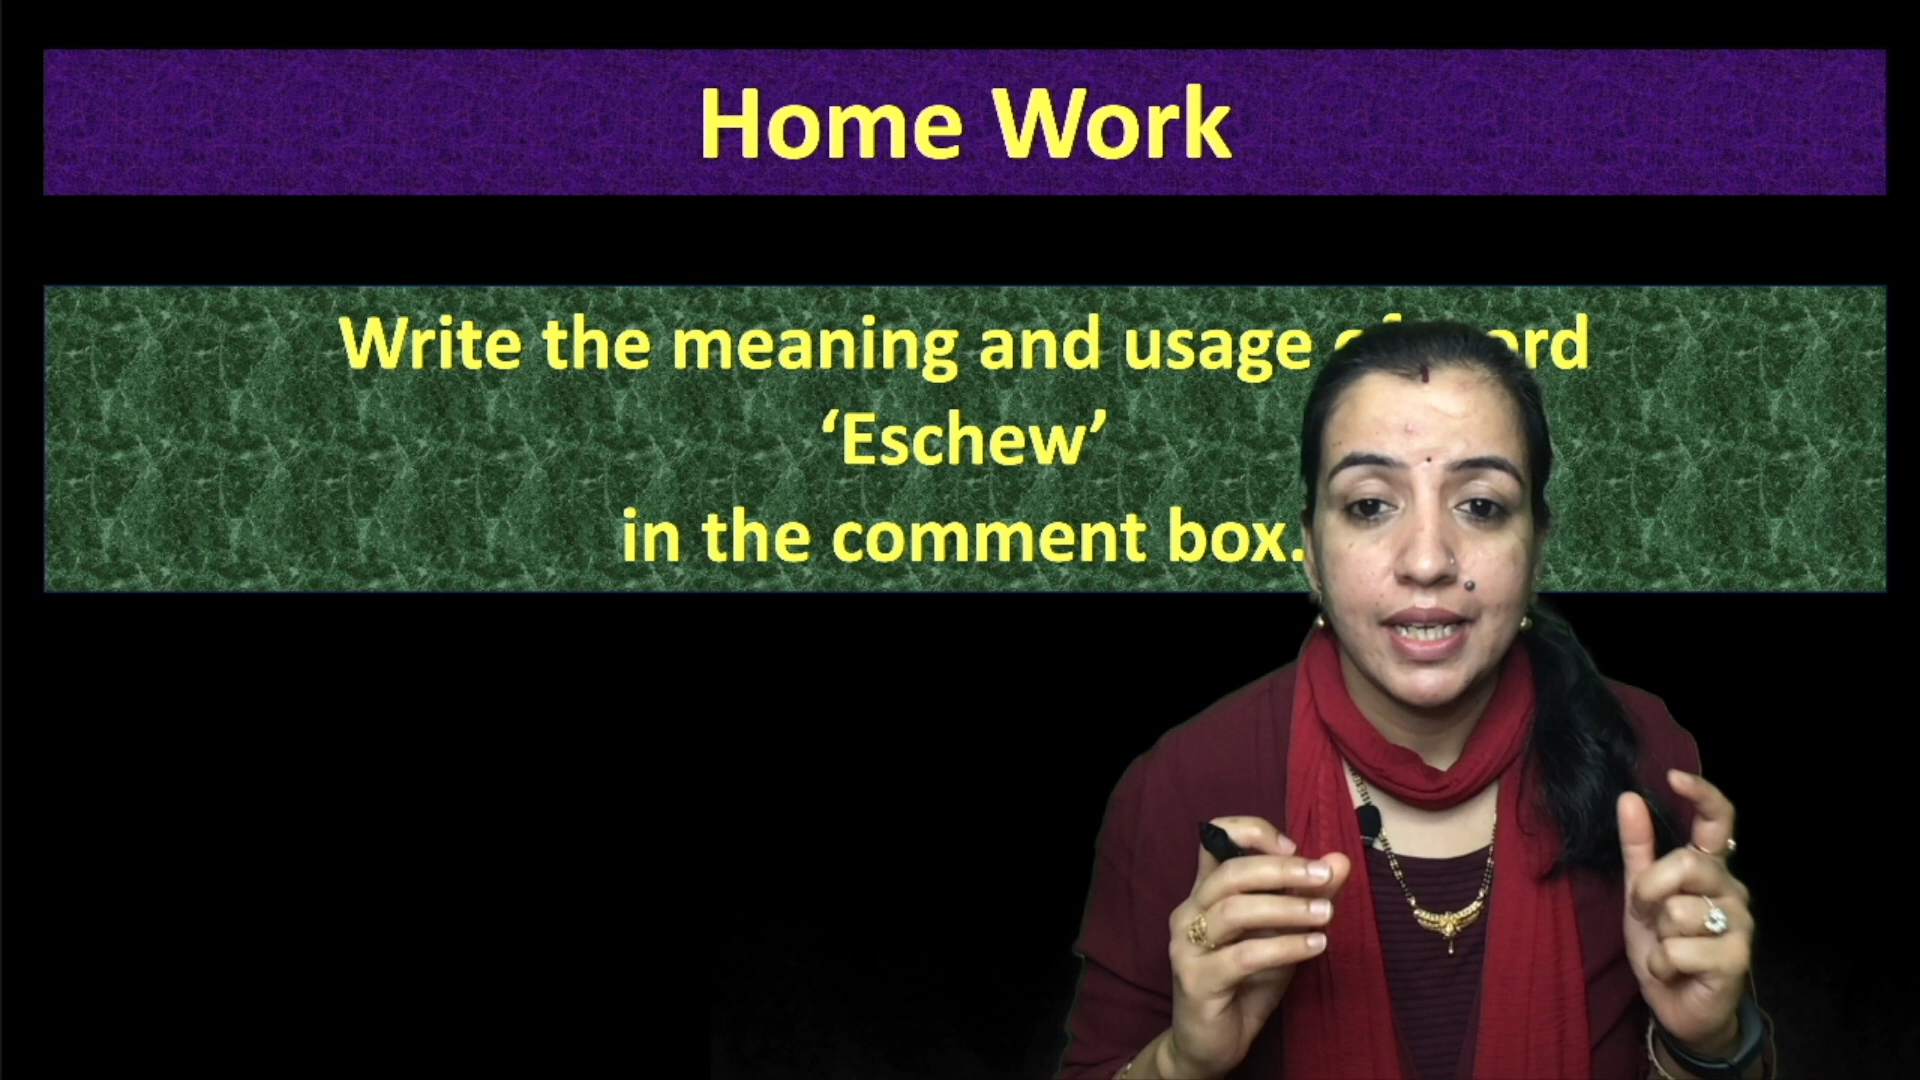 Home Work
Write the meaning and usage
‘Eschew’
in the comment box.